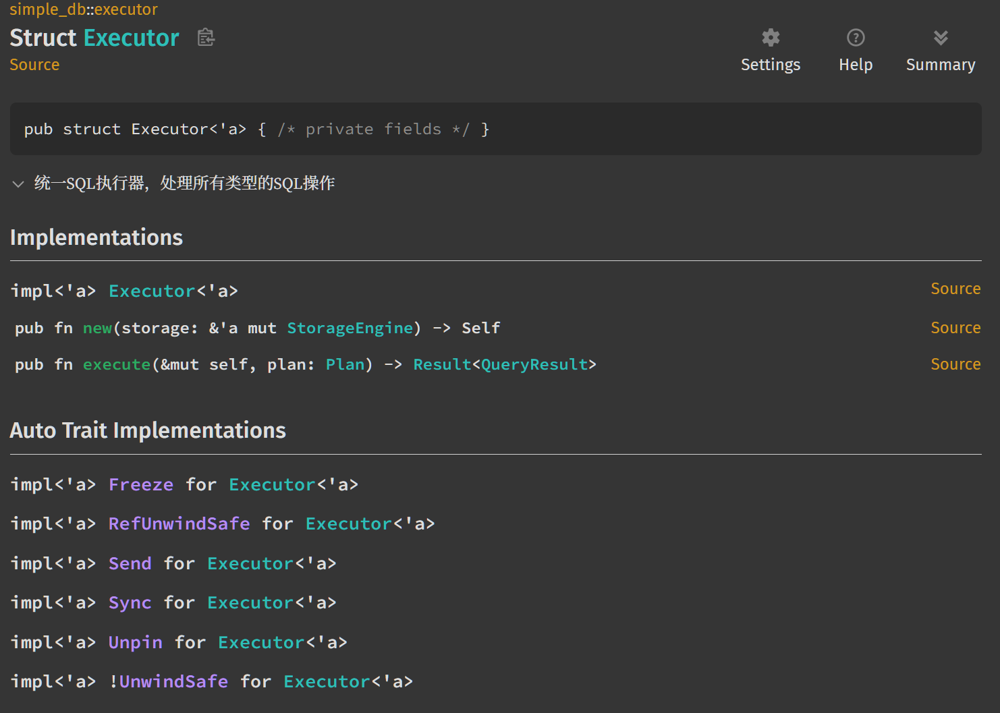 simple_db::executor
Struct Executor
Source
Settings
Help
Summary
pub struct Executor<'a> { /* private fields */ }
统一SQL执行器，处理所有类型的SQL操作
Implementations
impl<'a> Executor<'a> Source
pub fn new(storage: &'a mut StorageEngine) -> Self Source
pub fn execute(&mut self, plan: Plan) -> Result<QueryResult> Source
Auto Trait Implementations
impl<'a> Freeze for Executor<'a>
impl<'a> RefUnwindSafe for Executor<'a>
impl<'a> Send for Executor<'a>
impl<'a> Sync for Executor<'a>
impl<'a> Unpin for Executor<'a>
impl<'a> !UnwindSafe for Executor<'a>